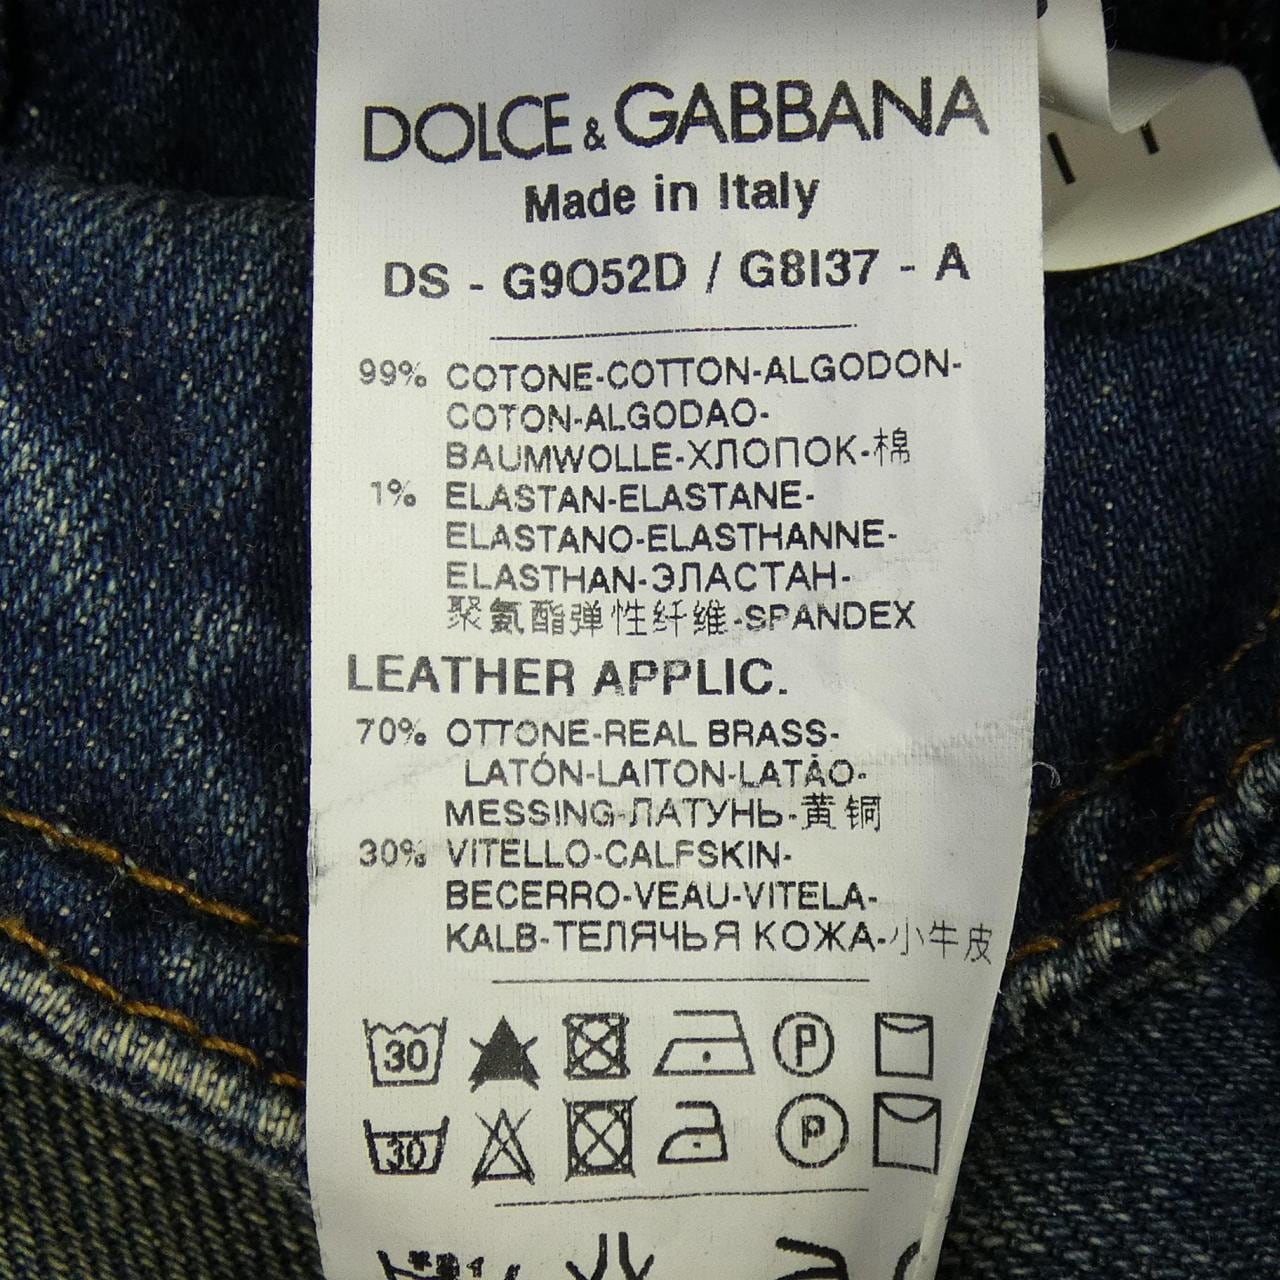 DOLCE & GABBANA
Made in Italy
DS - G9O52D / G8I37 - A
99% COTONE-COTTON-ALGODON-
COTON-ALGODAO-
BAUMWOLLE-ХЛОПОК-棉
1% ELASTAN-ELASTANE-
ELASTANO-ELASTHANNE-
ELASTHAN-ЭЛАСТАН-
聚氨酯弹性纤维-SPANDEX
LEATHER APPLIC.
70% OTTONE-REAL BRASS-
LATÓN-LAITON-LATÃO-
MESSING-ЛАТУНЬ-黄铜
30% VITELLO-CALFSKIN-
BECERRO-VEAU-VITELA-
KALB-ТЕЛЯЧЬЯ КОЖА-小牛皮
30 P
30 P